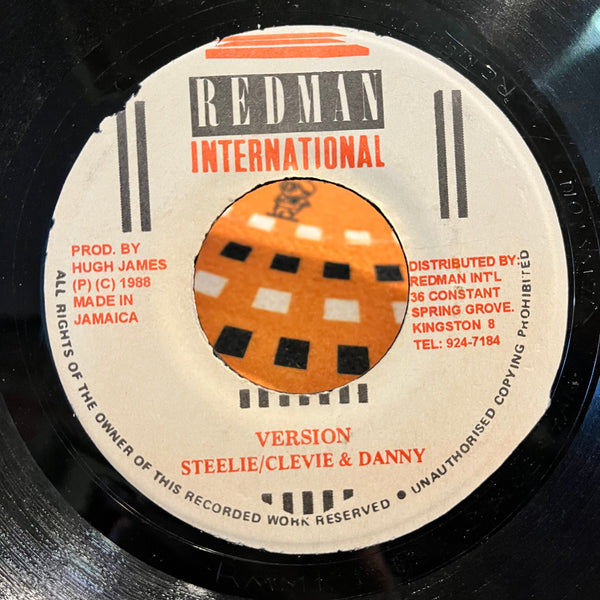 REDMAN
INTERNATIONAL
PROD. BY
HUGH JAMES
(P) (C) 1988
MADE IN
JAMAICA
DISTRIBUTED BY:
REDMAN INT'L
36 CONSTANT
SPRING GROVE.
KINGSTON 8
TEL: 924-7184
VERSION
STEELIE/CLEVIE & DANNY
ALL RIGHTS OF THE OWNER OF THIS RECORDED WORK RESERVED ● UNAUTHORISED COPYING PROHIBITED